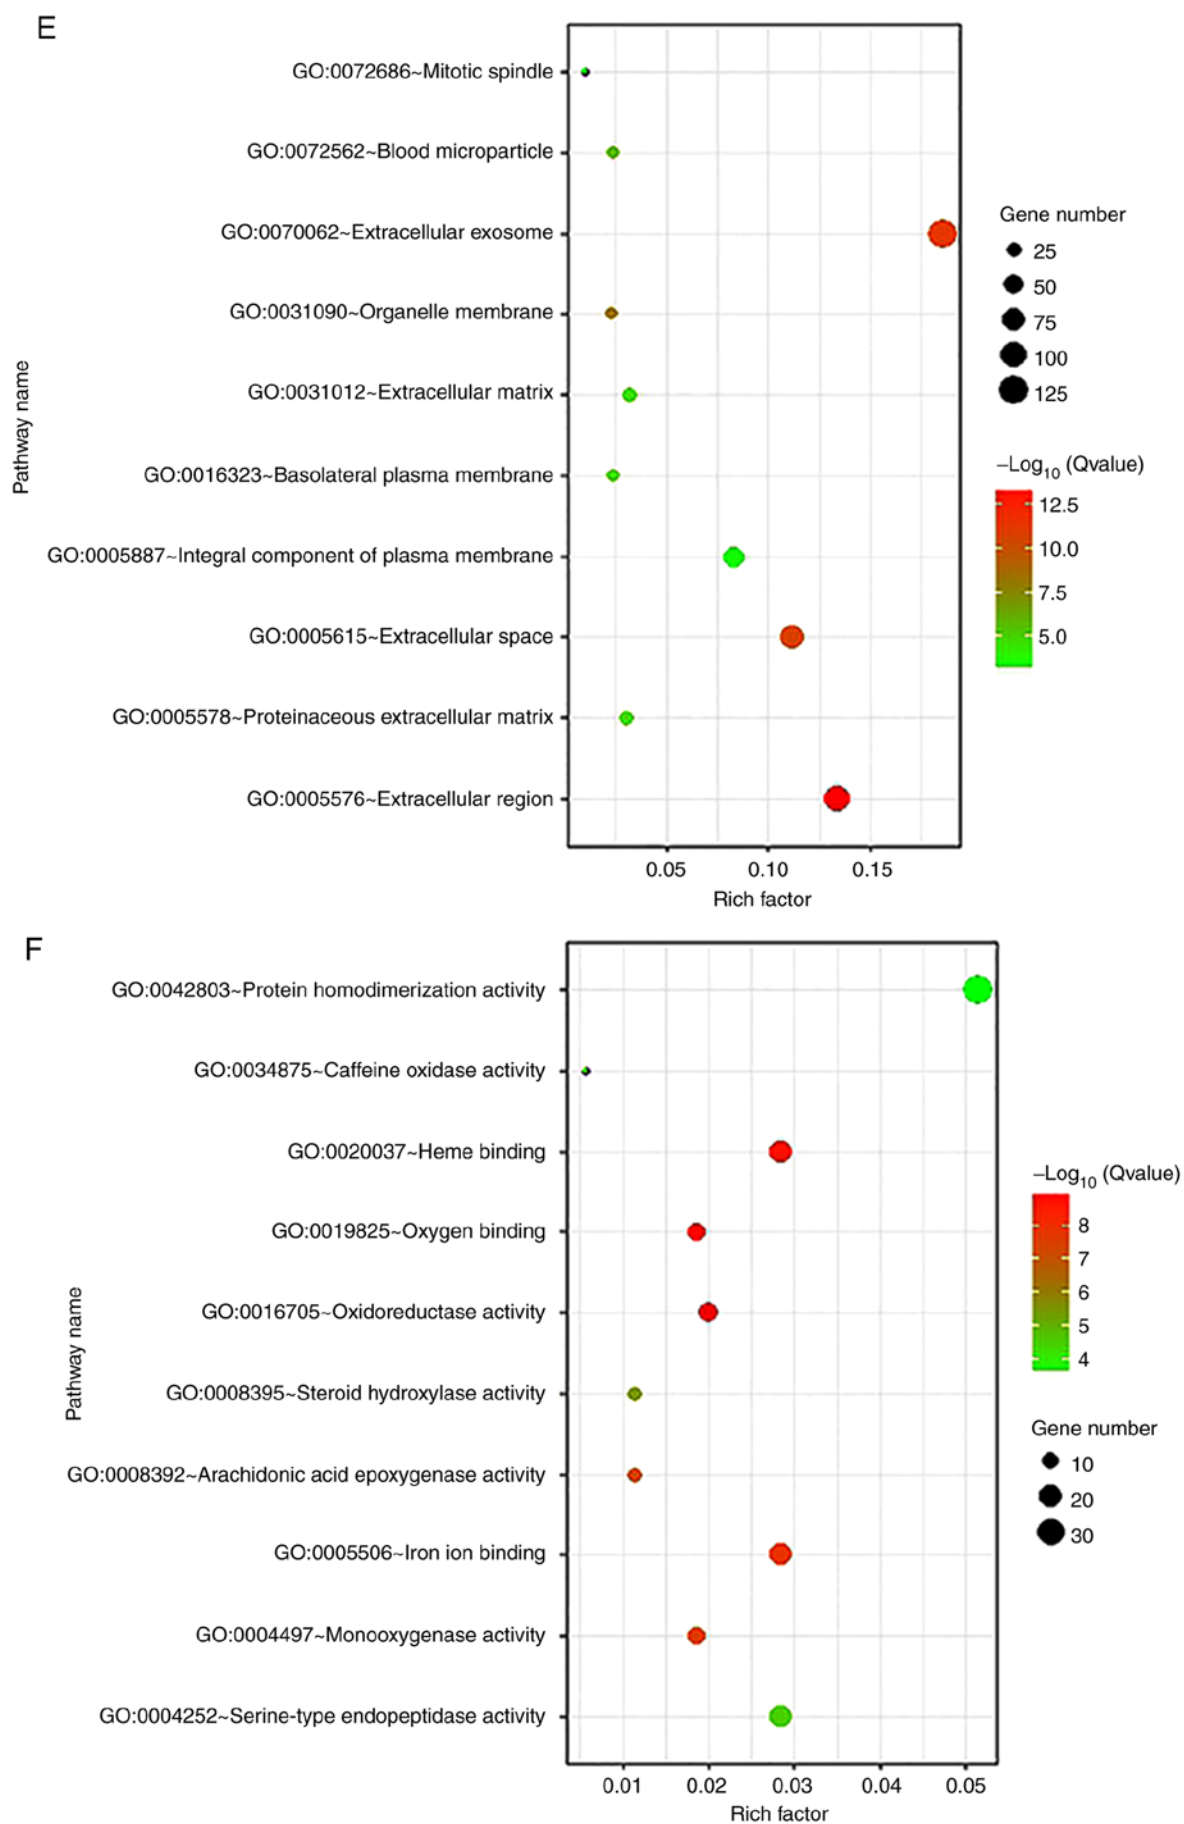 E
GO:0072686~Mitotic spindle
GO:0072562~Blood microparticle
GO:0070062~Extracellular exosome
GO:0031090~Organelle membrane
GO:0031012~Extracellular matrix
GO:0016323~Basolateral plasma membrane
GO:0005887~Integral component of plasma membrane
GO:0005615~Extracellular space
GO:0005578~Proteinaceous extracellular matrix
GO:0005576~Extracellular region
Pathway name
0.05 0.10 0.15
Rich factor
Gene number
25
50
75
100
125
−Log10 (Qvalue)
12.5
10.0
7.5
5.0
F
GO:0042803~Protein homodimerization activity
GO:0034875~Caffeine oxidase activity
GO:0020037~Heme binding
GO:0019825~Oxygen binding
GO:0016705~Oxidoreductase activity
GO:0008395~Steroid hydroxylase activity
GO:0008392~Arachidonic acid epoxygenase activity
GO:0005506~Iron ion binding
GO:0004497~Monooxygenase activity
GO:0004252~Serine-type endopeptidase activity
Pathway name
0.01 0.02 0.03 0.04 0.05
Rich factor
−Log10 (Qvalue)
8
7
6
5
4
Gene number
10
20
30